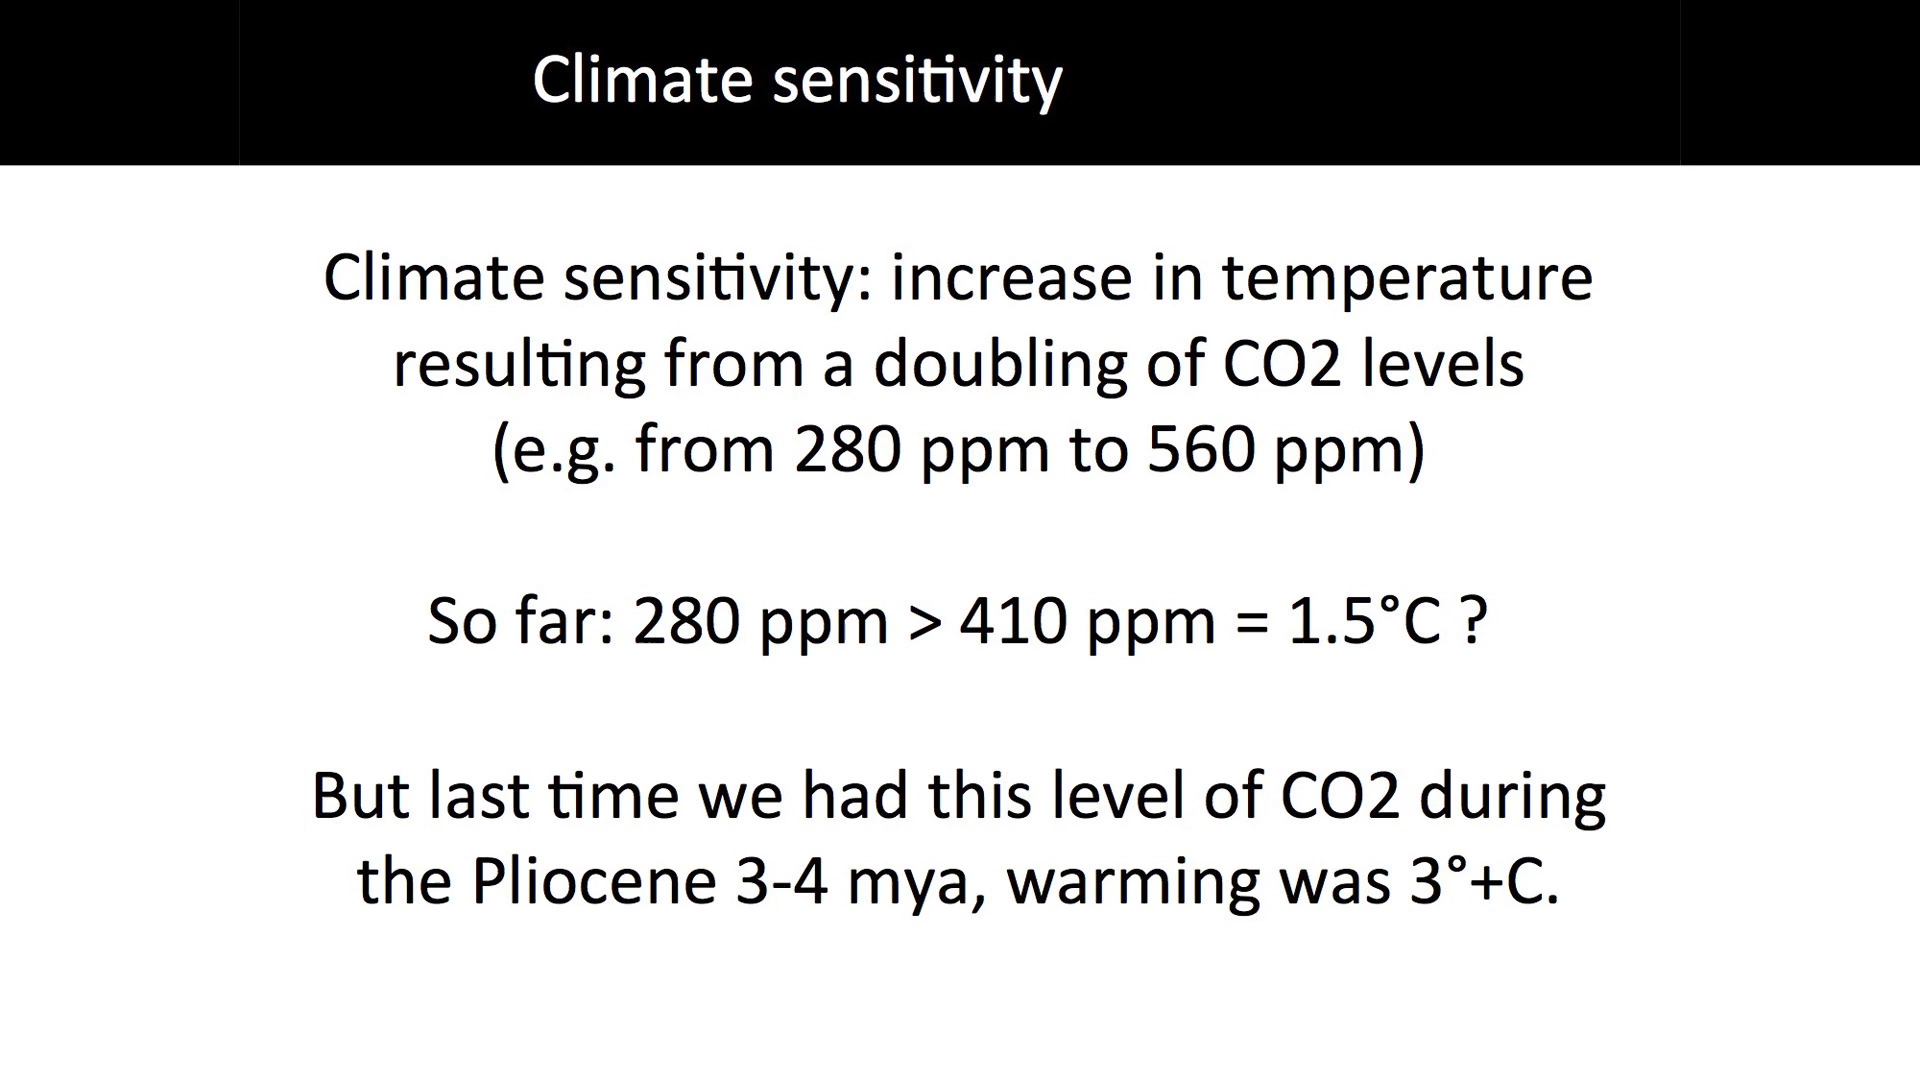 Climate sensitivity
Climate sensitivity: increase in temperature
resulting from a doubling of CO2 levels
(e.g. from 280 ppm to 560 ppm)
So far: 280 ppm > 410 ppm = 1.5°C ?
But last time we had this level of CO2 during
the Pliocene 3-4 mya, warming was 3°+C.